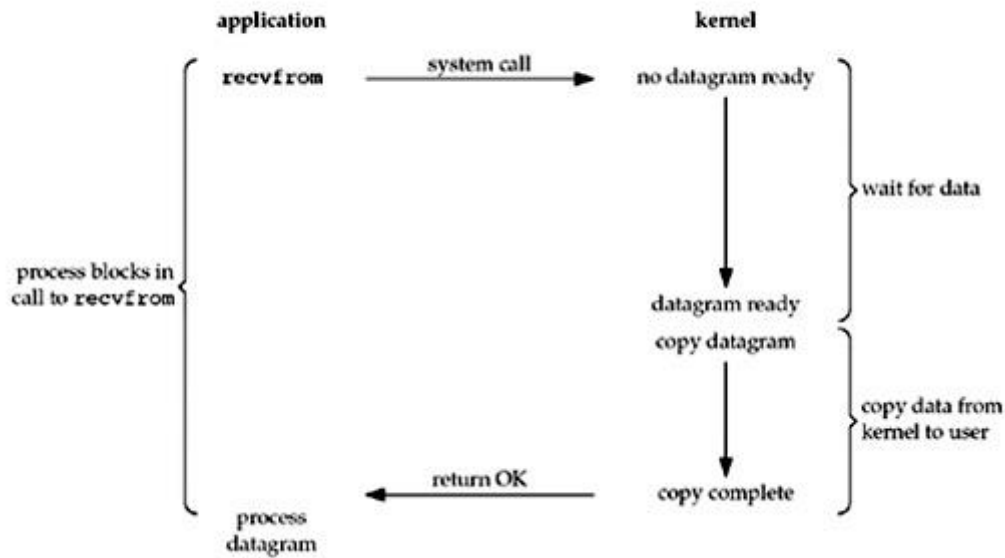 application
kernel
recvfrom
system call
no datagram ready
wait for data
process blocks in
call to recvfrom
datagram ready
copy datagram
copy data from
kernel to user
return OK
copy complete
process
datagram